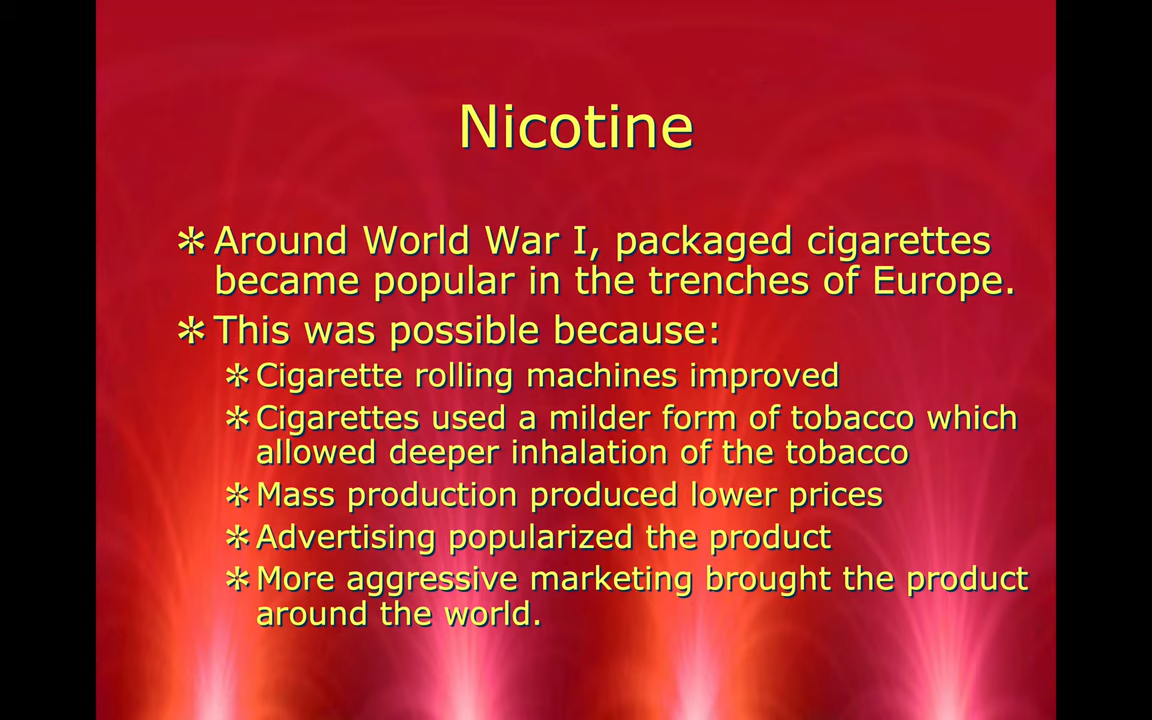 Nicotine
✲ Around World War I, packaged cigarettes
became popular in the trenches of Europe.
✲ This was possible because:
✲ Cigarette rolling machines improved
✲ Cigarettes used a milder form of tobacco which
allowed deeper inhalation of the tobacco
✲ Mass production produced lower prices
✲ Advertising popularized the product
✲ More aggressive marketing brought the product
around the world.